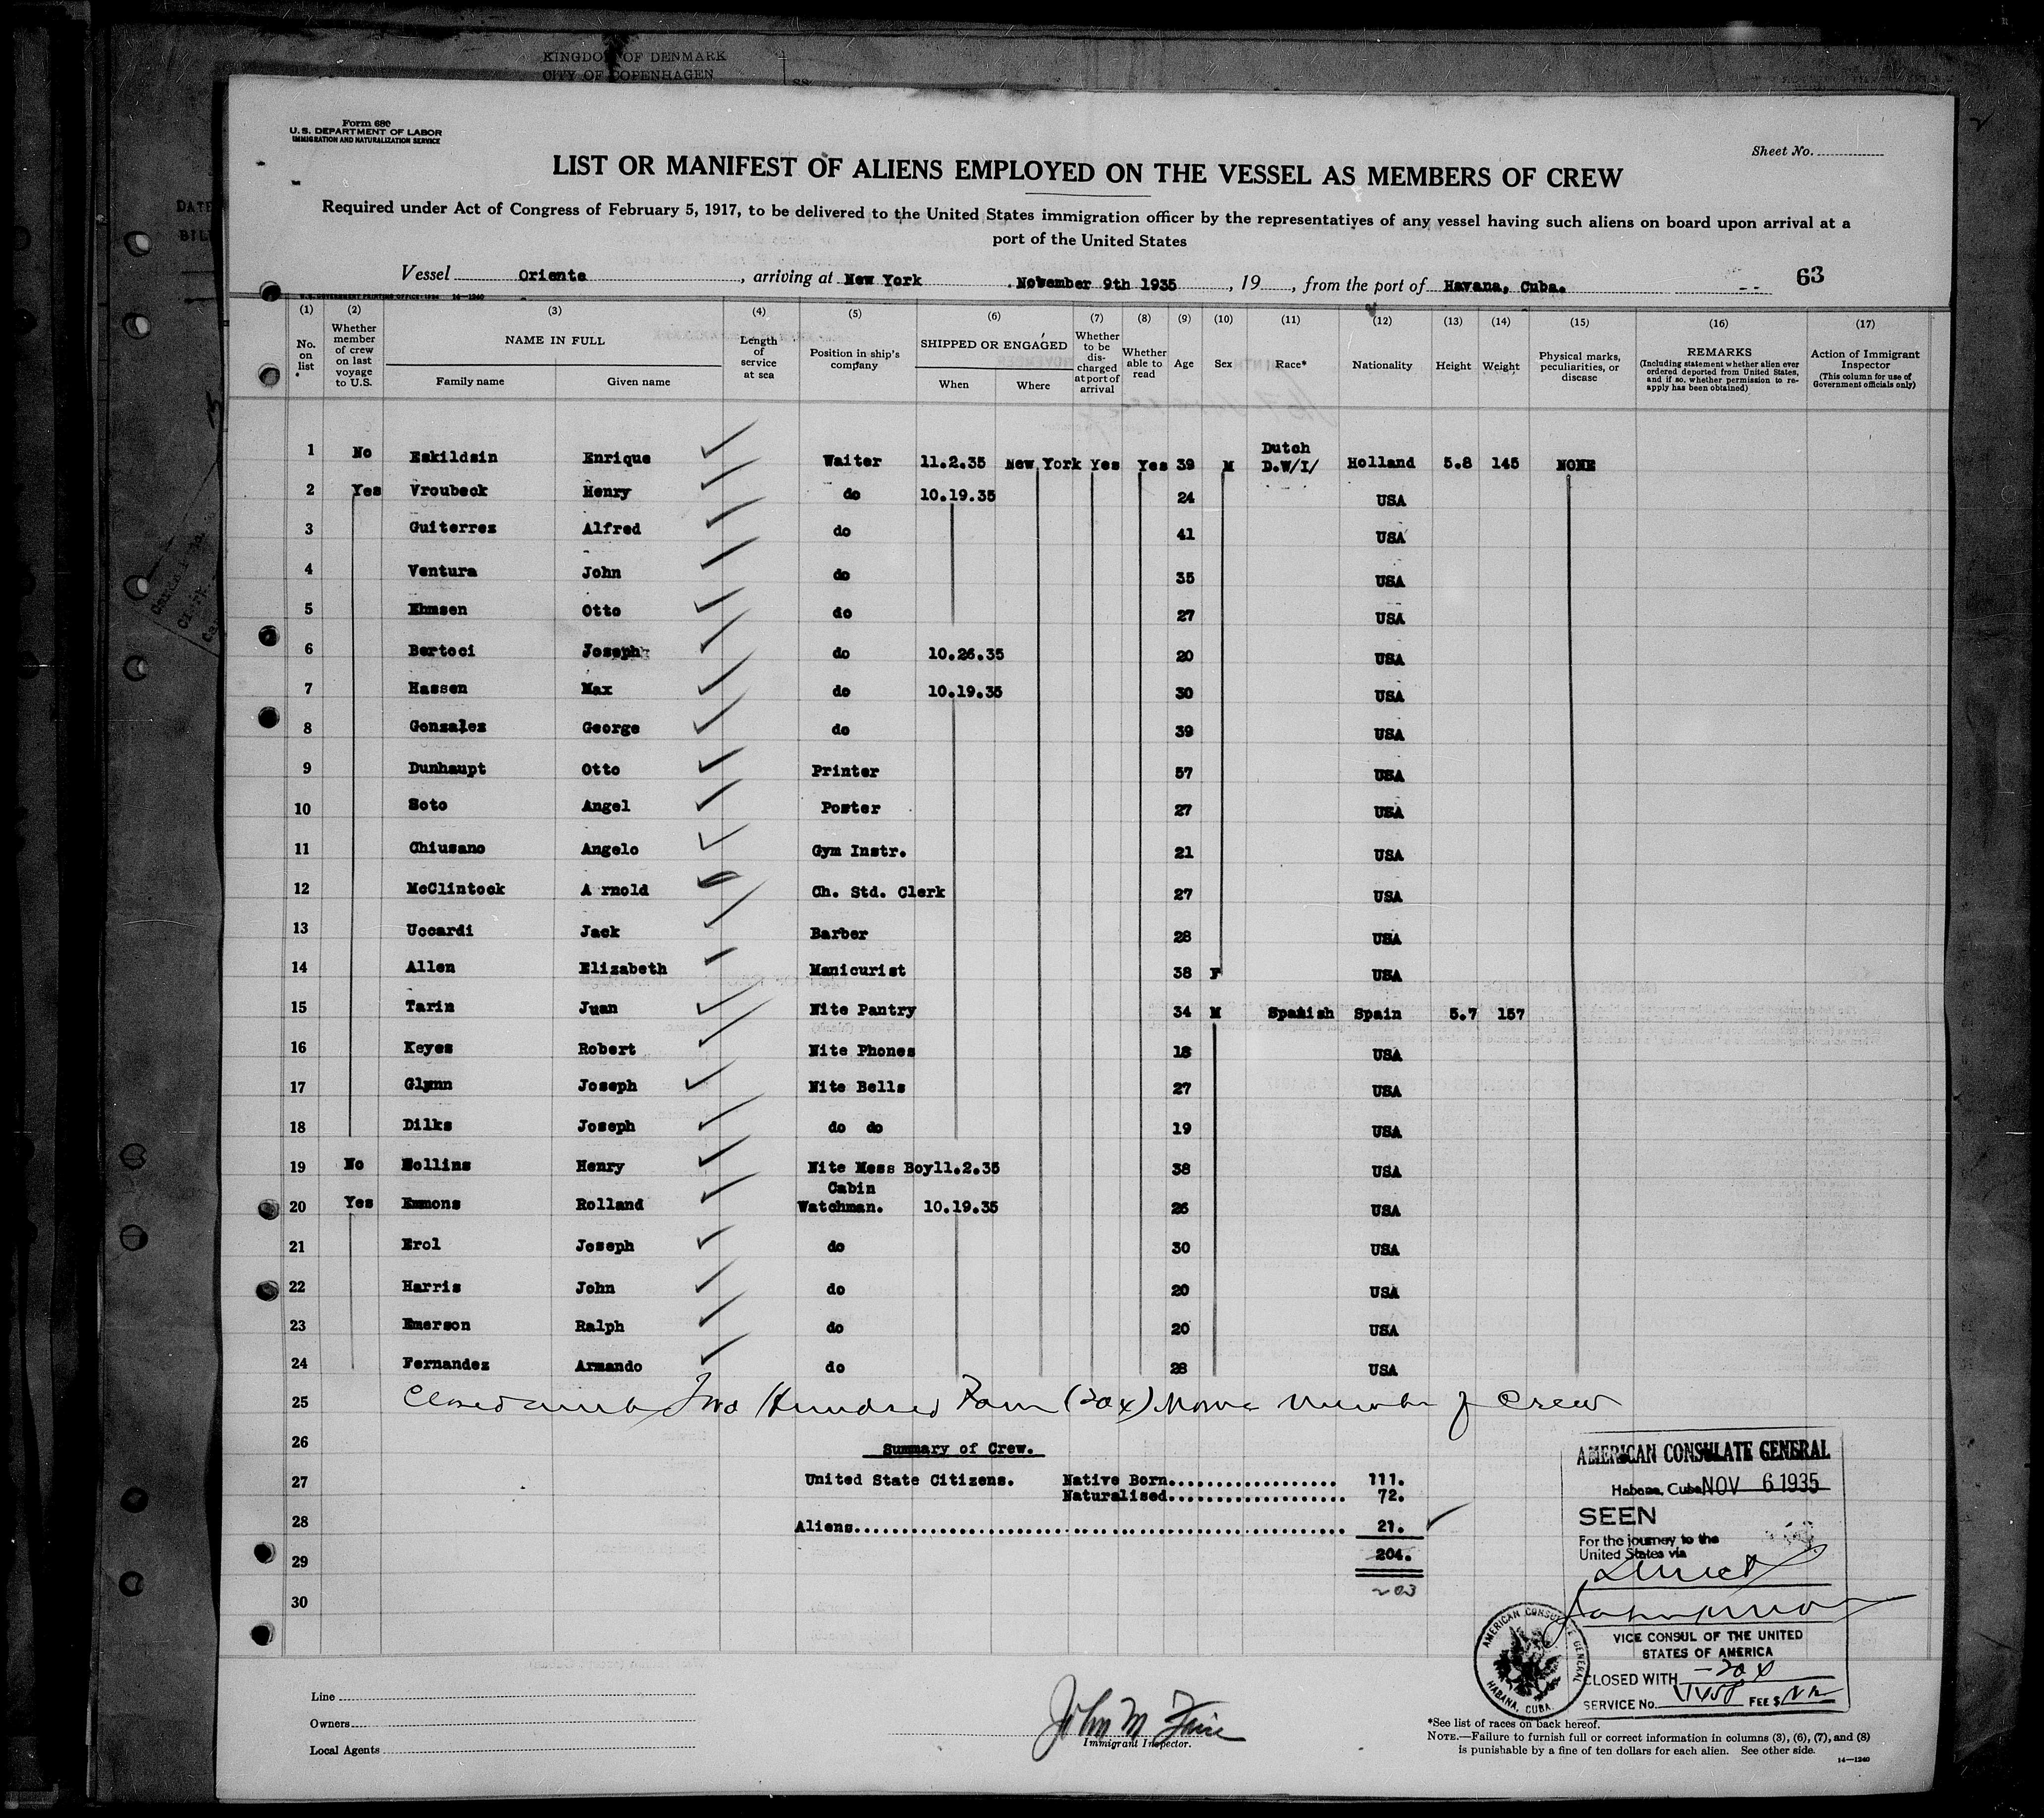 KINGDOM OF DENMARK
CITY OF COPENHAGEN
Form 680
U.S. DEPARTMENT OF LABOR
IMMIGRATION AND NATURALIZATION SERVICE
Sheet No.
LIST OR MANIFEST OF ALIENS EMPLOYED ON THE VESSEL AS MEMBERS OF CREW
Required under Act of Congress of February 5, 1917, to be delivered to the United States immigration officer by the representatives of any vessel having such aliens on board upon arrival at a
port of the United States
Vessel Oriente, arriving at New York November 9th 1935, 19, from the port of Havana, Cuba. -- 63
U.S. GOVERNMENT PRINTING OFFICE: 1934 14—1240
(1) No. on list
(2) Whether member of crew on last voyage to U.S.
(3) NAME IN FULL Family name Given name
(4) Length of service at sea
(5) Position in ship's company
(6) SHIPPED OR ENGAGED When Where
(7) Whether to be discharged at port of arrival
(8) Whether able to read
(9) Age
(10) Sex
(11) Race*
(12) Nationality
(13) Height
(14) Weight
(15) Physical marks, peculiarities, or disease
(16) REMARKS (Including statement whether alien ever ordered deported from United States, and if so, whether permission to reapply has been obtained)
(17) Action of Immigrant Inspector (This column for use of Government officials only)
1 No Eskildsin Enrique Waiter 11.2.35 New York Yes Yes 39 M Dutch D.W/I/ Holland 5.8 145 NONE
2 Yes Vroubeck Henry do 10.19.35 24 USA
3 Guiterrez Alfred do 41 USA
4 Ventura John do 35 USA
5 Ehmsen Otto do 27 USA
6 Bertoci Joseph do 10.26.35 20 USA
7 Hassen Max do 10.19.35 30 USA
8 Gonzalez George do 39 USA
9 Dunhaupt Otto Printer 57 USA
10 Soto Angel Porter 27 USA
11 Chiusano Angelo Gym Instr. 21 USA
12 McClintock A rnold Ch. Std. Clerk 27 USA
13 Uccardi Jack Barber 28 USA
14 Allen Elizabeth Manicurist 38 F USA
15 Tarin Juan Nite Pantry 34 M Spanish Spain 5.7 157
16 Keyes Robert Nite Phones 18 USA
17 Glynn Joseph Nite Bells 27 USA
18 Dilks Joseph do do 19 USA
19 No Hollins Henry Nite Mess Boy 11.2.35 38 USA
20 Yes Emmons Rolland Cabin Watchman. 10.19.35 26 USA
21 Erol Joseph do 30 USA
22 Harris John do 20 USA
23 Emerson Ralph do 20 USA
24 Fernandez Armando do 28 USA
25 Closed with Two Hundred Four (204) Crew
26 Summary of Crew.
27 United State Citizens. Native Born 111.
Naturalised 72.
28 Aliens 21.
29 204.
203
30
AMERICAN CONSULATE GENERAL
Habana, Cuba NOV 6 1935
SEEN
For the journey to the
United States via
direct
VICE CONSUL OF THE UNITED
STATES OF AMERICA
CLOSED WITH -204
SERVICE No. FEE $
AMERICAN CONSULATE GENERAL HABANA, CUBA.
Line
Owners
Local Agents
John M
Immigrant Inspector.
*See list of races on back hereof.
NOTE.—Failure to furnish full or correct information in columns (3), (6), (7), and (8)
is punishable by a fine of ten dollars for each alien. See other side.
14—1240